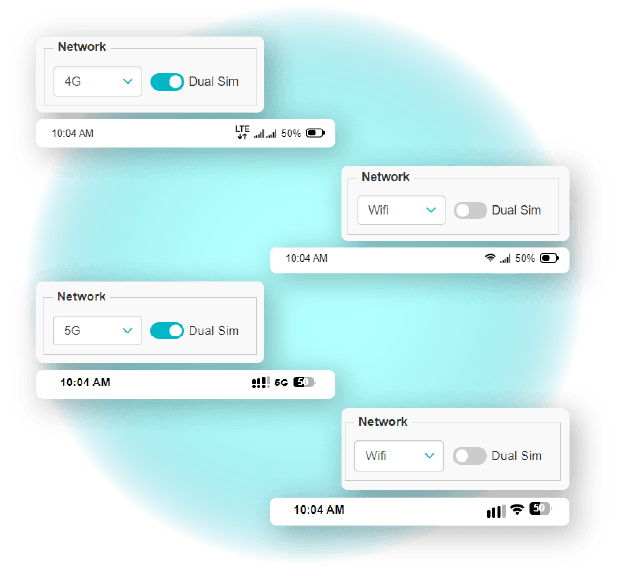 Network
4G
Dual Sim
10:04 AM LTE 50%
Network
Wifi
Dual Sim
10:04 AM 50%
Network
5G
Dual Sim
10:04 AM 5G 50
Network
Wifi
Dual Sim
10:04 AM 50